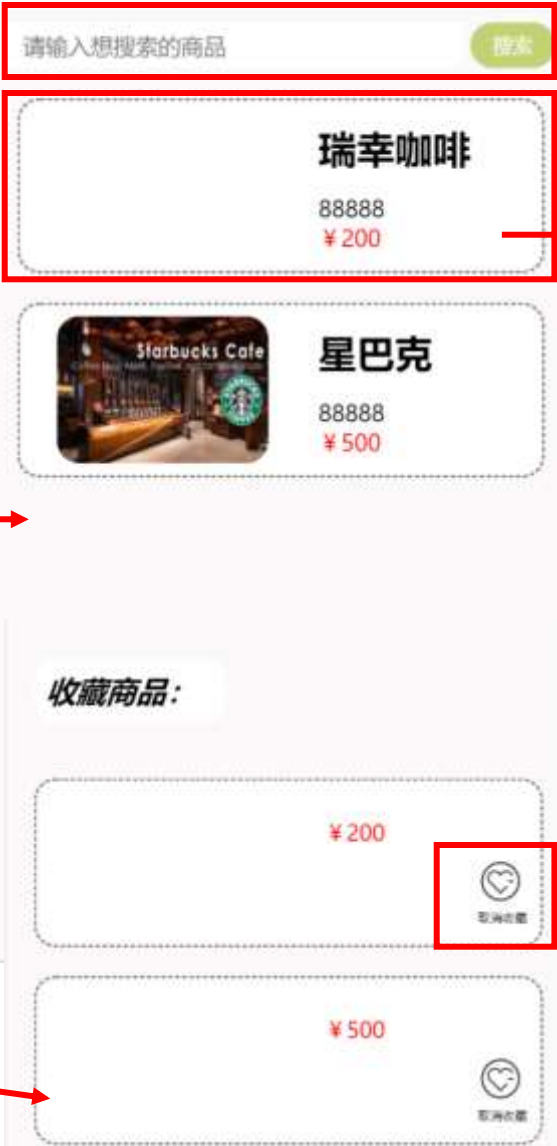 请输入想搜索的商品
搜索
瑞幸咖啡
88888
¥200
Starbucks Cafe
星巴克
88888
¥500
收藏商品：
¥200
取消收藏
¥500
取消收藏